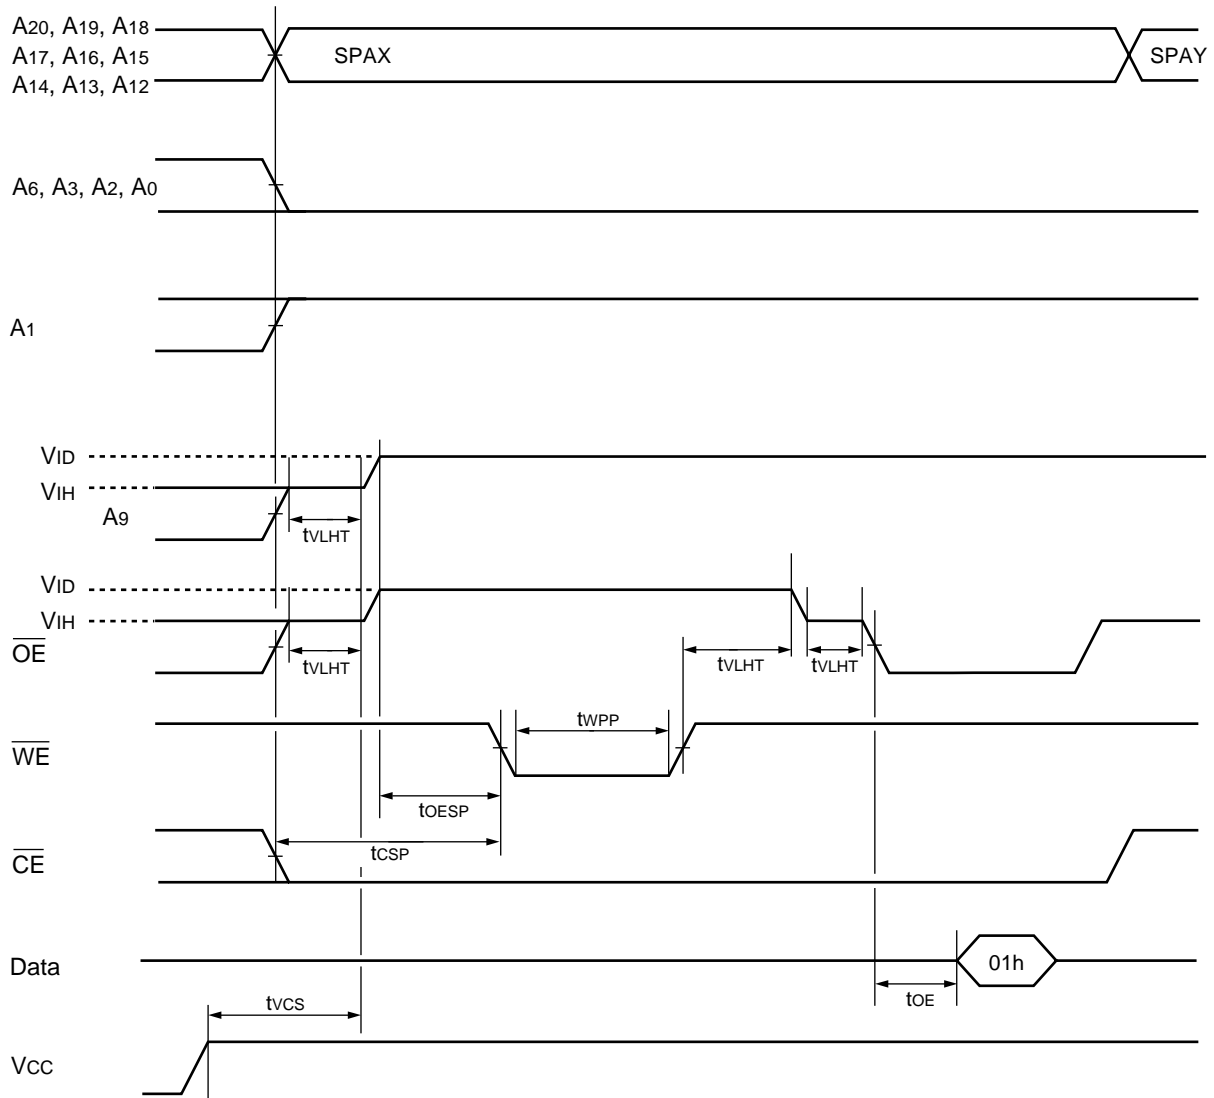 A20, A19, A18
A17, A16, A15
A14, A13, A12
SPAX
SPAY
A6, A3, A2, A0
A1
VID
VIH
A9
tVLHT
VID
VIH
OE
tVLHT
tVLHT
tVLHT
WE
tWPP
tOESP
CE
tCSP
Data
01h
tOE
tVCS
VCC